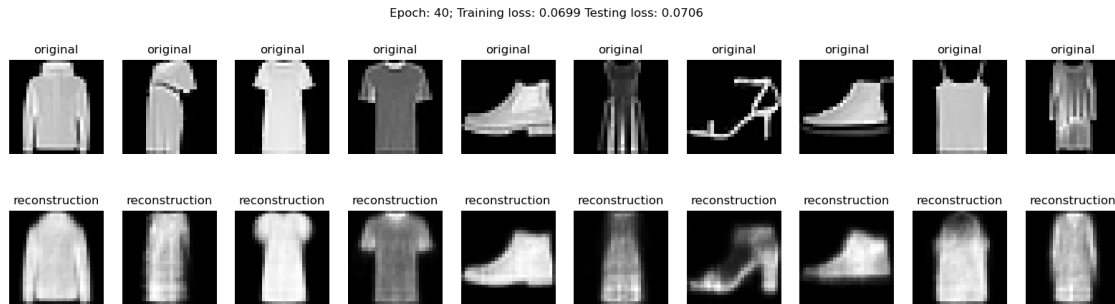 Epoch: 40; Training loss: 0.0699 Testing loss: 0.0706
original original original original original original original original original original
reconstruction reconstruction reconstruction reconstruction reconstruction reconstruction reconstruction reconstruction reconstruction reconstruction